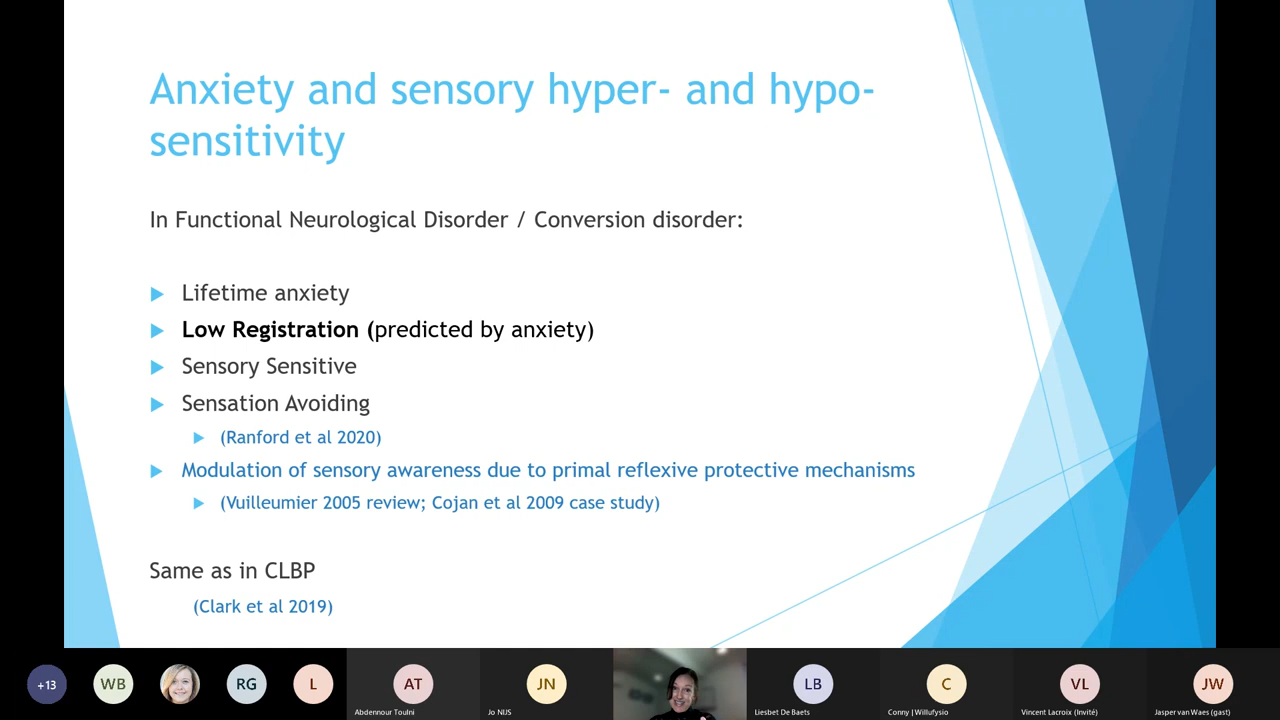 Anxiety and sensory hyper- and hypo-
sensitivity
In Functional Neurological Disorder / Conversion disorder:
Lifetime anxiety
Low Registration (predicted by anxiety)
Sensory Sensitive
Sensation Avoiding
(Ranford et al 2020)
Modulation of sensory awareness due to primal reflexive protective mechanisms
(Vuilleumier 2005 review; Cojan et al 2009 case study)
Same as in CLBP
(Clark et al 2019)
+13 WB RG L AT JN LB C VL JW
Abdennour Toulni Jo NIJS Liesbet De Baets Conny | Willufysio Vincent Lacroix (Invité) Jasper van Waes (gast)